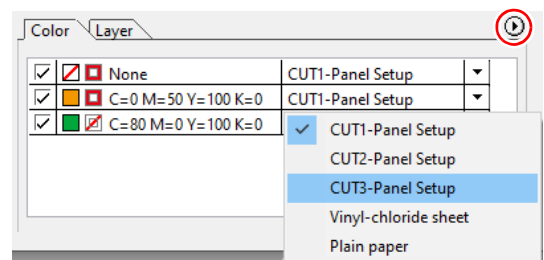 Color Layer
None CUT1-Panel Setup
C=0 M=50 Y=100 K=0 CUT1-Panel Setup
C=80 M=0 Y=100 K=0
CUT1-Panel Setup
CUT2-Panel Setup
CUT3-Panel Setup
Vinyl-chloride sheet
Plain paper